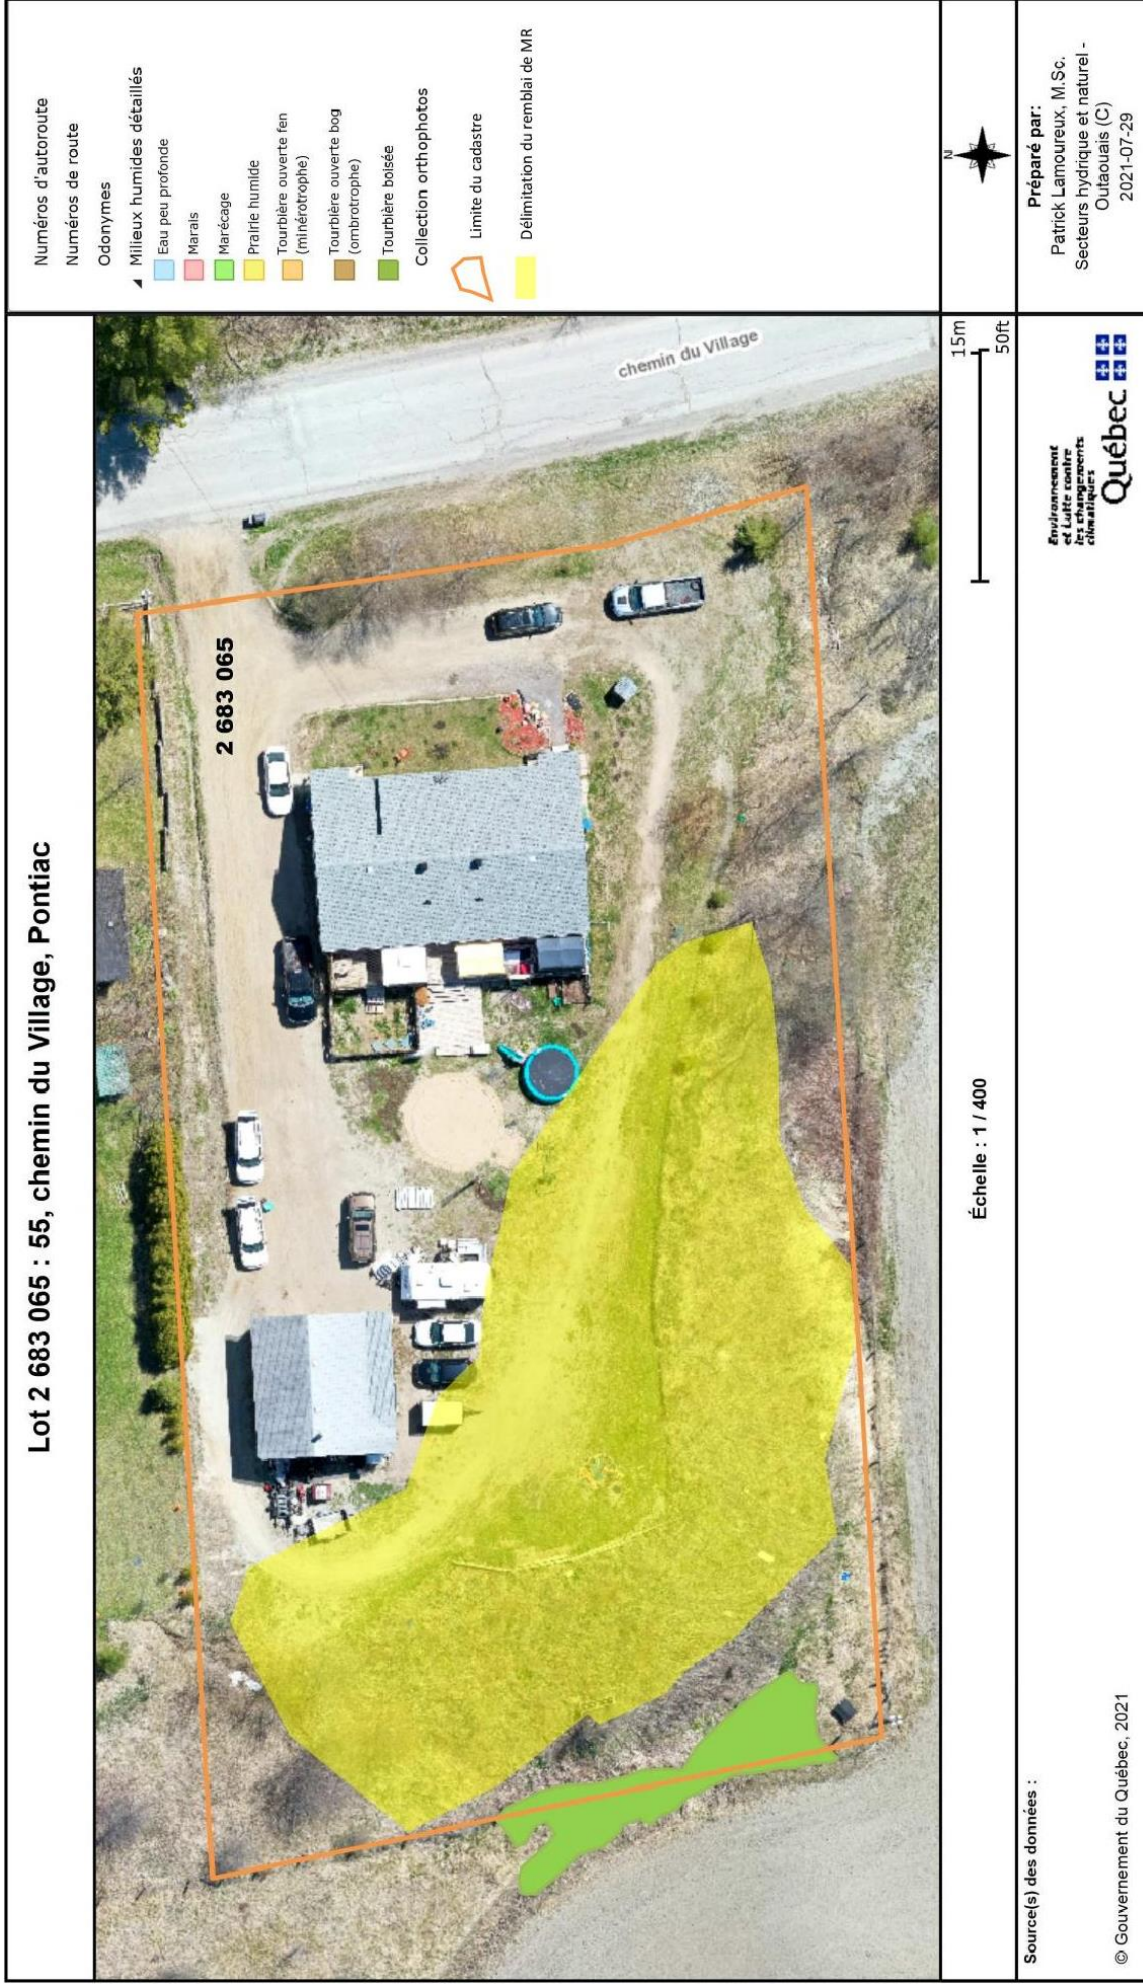 Lot 2 683 065 : 55, chemin du Village, Pontiac
2 683 065
chemin du Village
Numéros d'autoroute
Numéros de route
Odonymes
Milieux humides détaillés
Eau peu profonde
Marais
Marécage
Prairie humide
Tourbière ouverte fen
(minérotrophe)
Tourbière ouverte bog
(ombrotrophe)
Tourbière boisée
Collection orthophotos
Limite du cadastre
Délimitation du remblai de MR
Échelle : 1 / 400
15m
50ft
N
Source(s) des données :
© Gouvernement du Québec, 2021
Environnement
et Lutte contre
les changements
climatiques
Québec
Préparé par:
Patrick Lamoureux, M.Sc.
Secteurs hydrique et naturel -
Outaouais (C)
2021-07-29